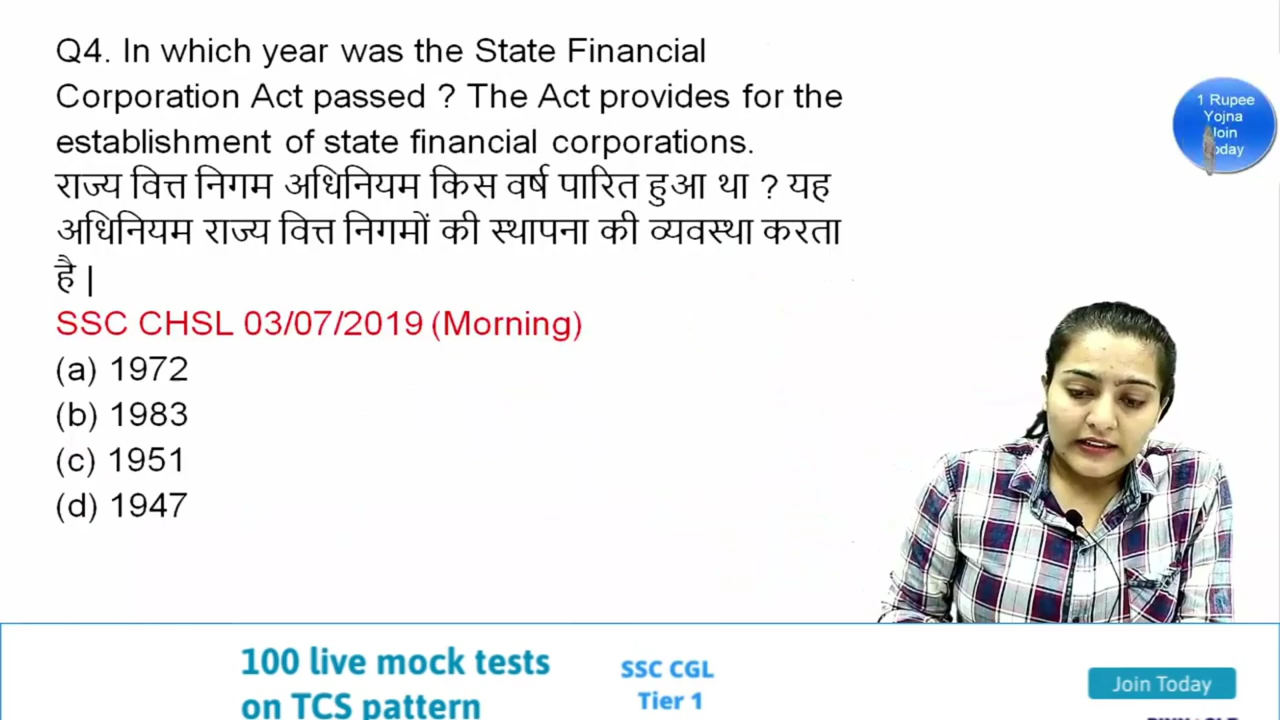 Q4. In which year was the State Financial
Corporation Act passed ? The Act provides for the
establishment of state financial corporations.
राज्य वित्त निगम अधिनियम किस वर्ष पारित हुआ था ? यह
अधिनियम राज्य वित्त निगमों की स्थापना की व्यवस्था करता
है |
SSC CHSL 03/07/2019 (Morning)
(a) 1972
(b) 1983
(c) 1951
(d) 1947
1 Rupee
Yojna
Join
Today
100 live mock tests
on TCS pattern
SSC CGL
Tier 1
Join Today